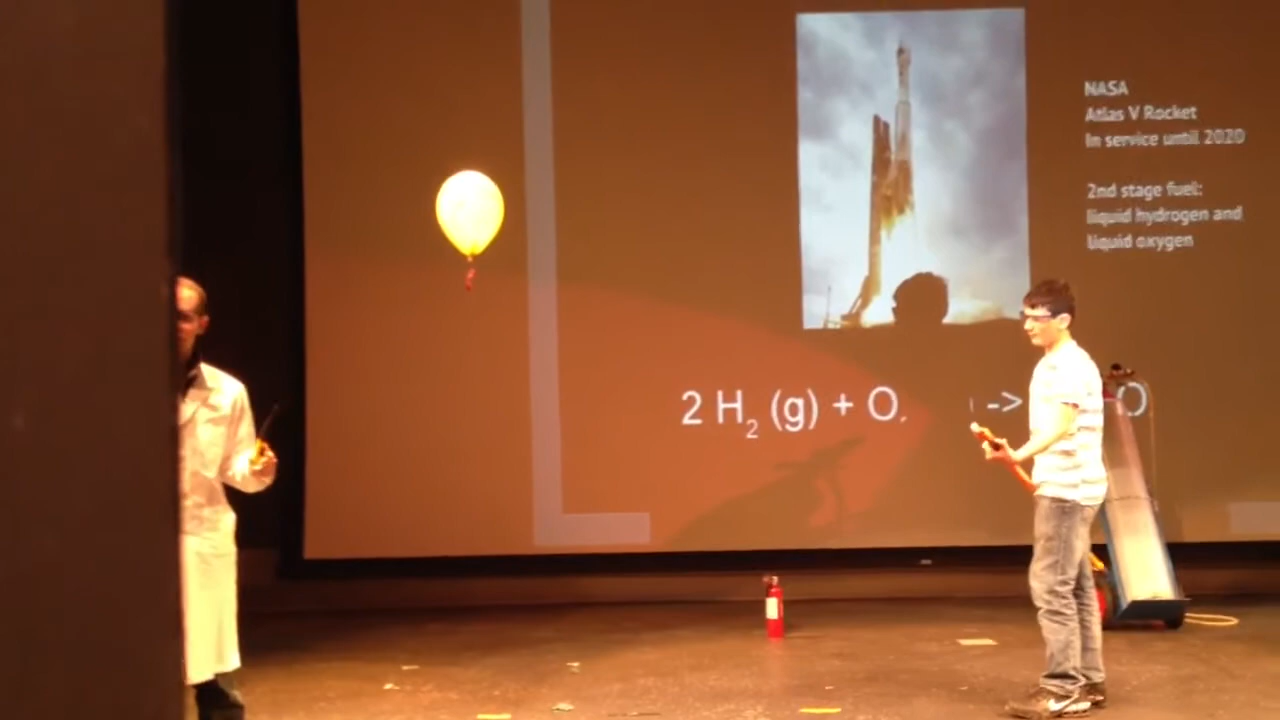 NASA
Atlas V Rocket
In service until 2020
2nd stage fuel:
liquid hydrogen and
liquid oxygen
2 H2 (g) + O -> O